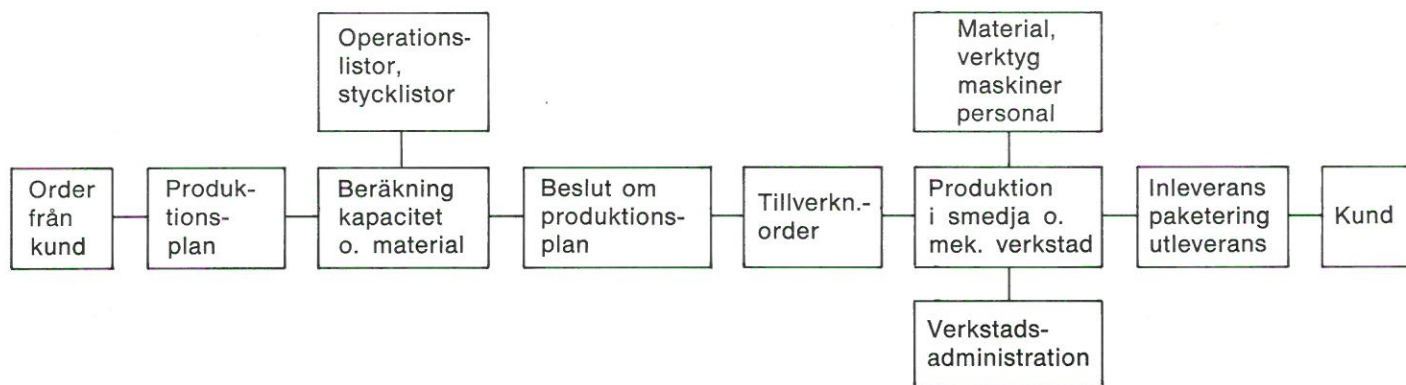 Operations-
listor,
stycklistor
Material,
verktyg
maskiner
personal
Order
från
kund
Produk-
tions-
plan
Beräkning
kapacitet
o. material
Beslut om
produktions-
plan
Tillverkn.-
order
Produktion
i smedja o.
mek. verkstad
Inleverans
paketering
utleverans
Kund
Verkstads-
administration